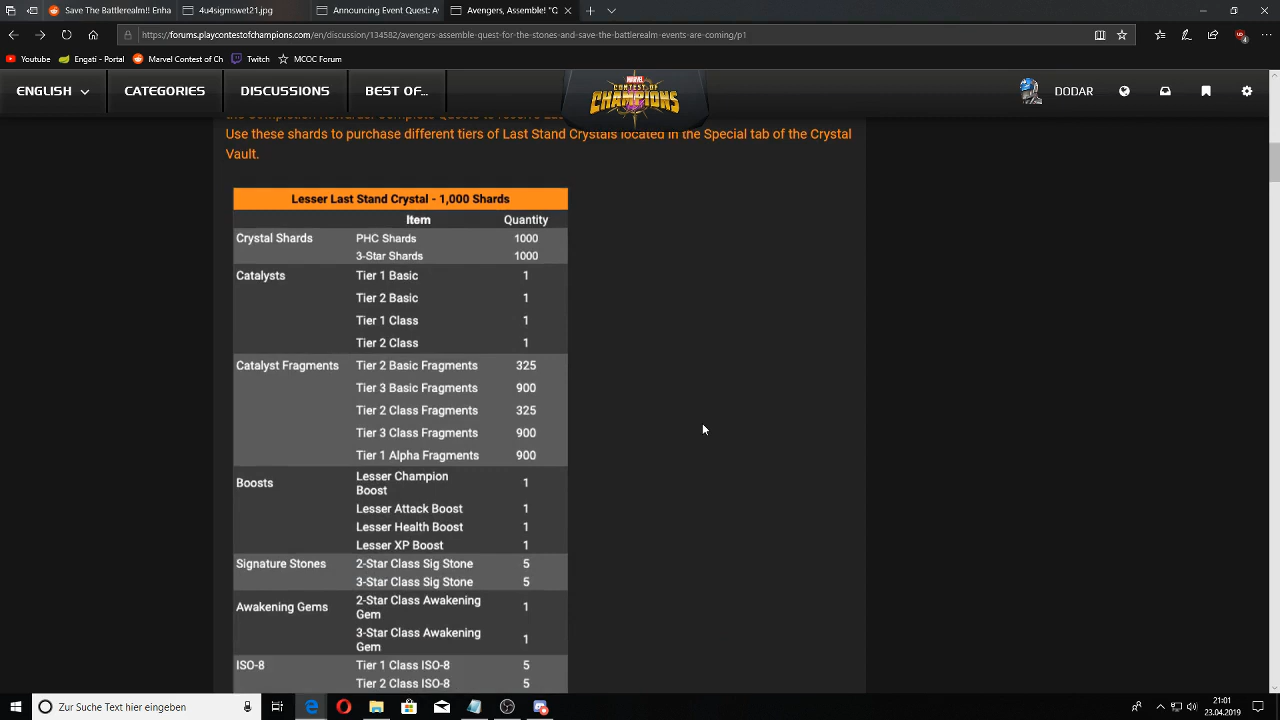 Save The Battlerealm!! Enha
4u4sigmswet21.jpg
Announcing Event Quest: A
Avengers, Assemble! "Q
https://forums.playcontestofchampions.com/en/discussion/134582/avengers-assemble-quest-for-the-stones-and-save-the-battlerealm-events-are-coming/p1
Youtube Engati - Portal Marvel Contest of Ch Twitch MCOC Forum
ENGLISH CATEGORIES DISCUSSIONS BEST OF... MARVEL CONTEST OF CHAMPIONS DODAR
Use these shards to purchase different tiers of Last Stand Crystals located in the Special tab of the Crystal
Vault.
Lesser Last Stand Crystal - 1,000 Shards
Item Quantity
Crystal Shards PHC Shards 1000
3-Star Shards 1000
Catalysts Tier 1 Basic 1
Tier 2 Basic 1
Tier 1 Class 1
Tier 2 Class 1
Catalyst Fragments Tier 2 Basic Fragments 325
Tier 3 Basic Fragments 900
Tier 2 Class Fragments 325
Tier 3 Class Fragments 900
Tier 1 Alpha Fragments 900
Boosts Lesser Champion Boost 1
Lesser Attack Boost 1
Lesser Health Boost 1
Lesser XP Boost 1
Signature Stones 2-Star Class Sig Stone 5
3-Star Class Sig Stone 5
Awakening Gems 2-Star Class Awakening Gem 1
3-Star Class Awakening Gem 1
ISO-8 Tier 1 Class ISO-8 5
Tier 2 Class ISO-8 5
Zur Suche Text hier eingeben
21:01
23.04.2019